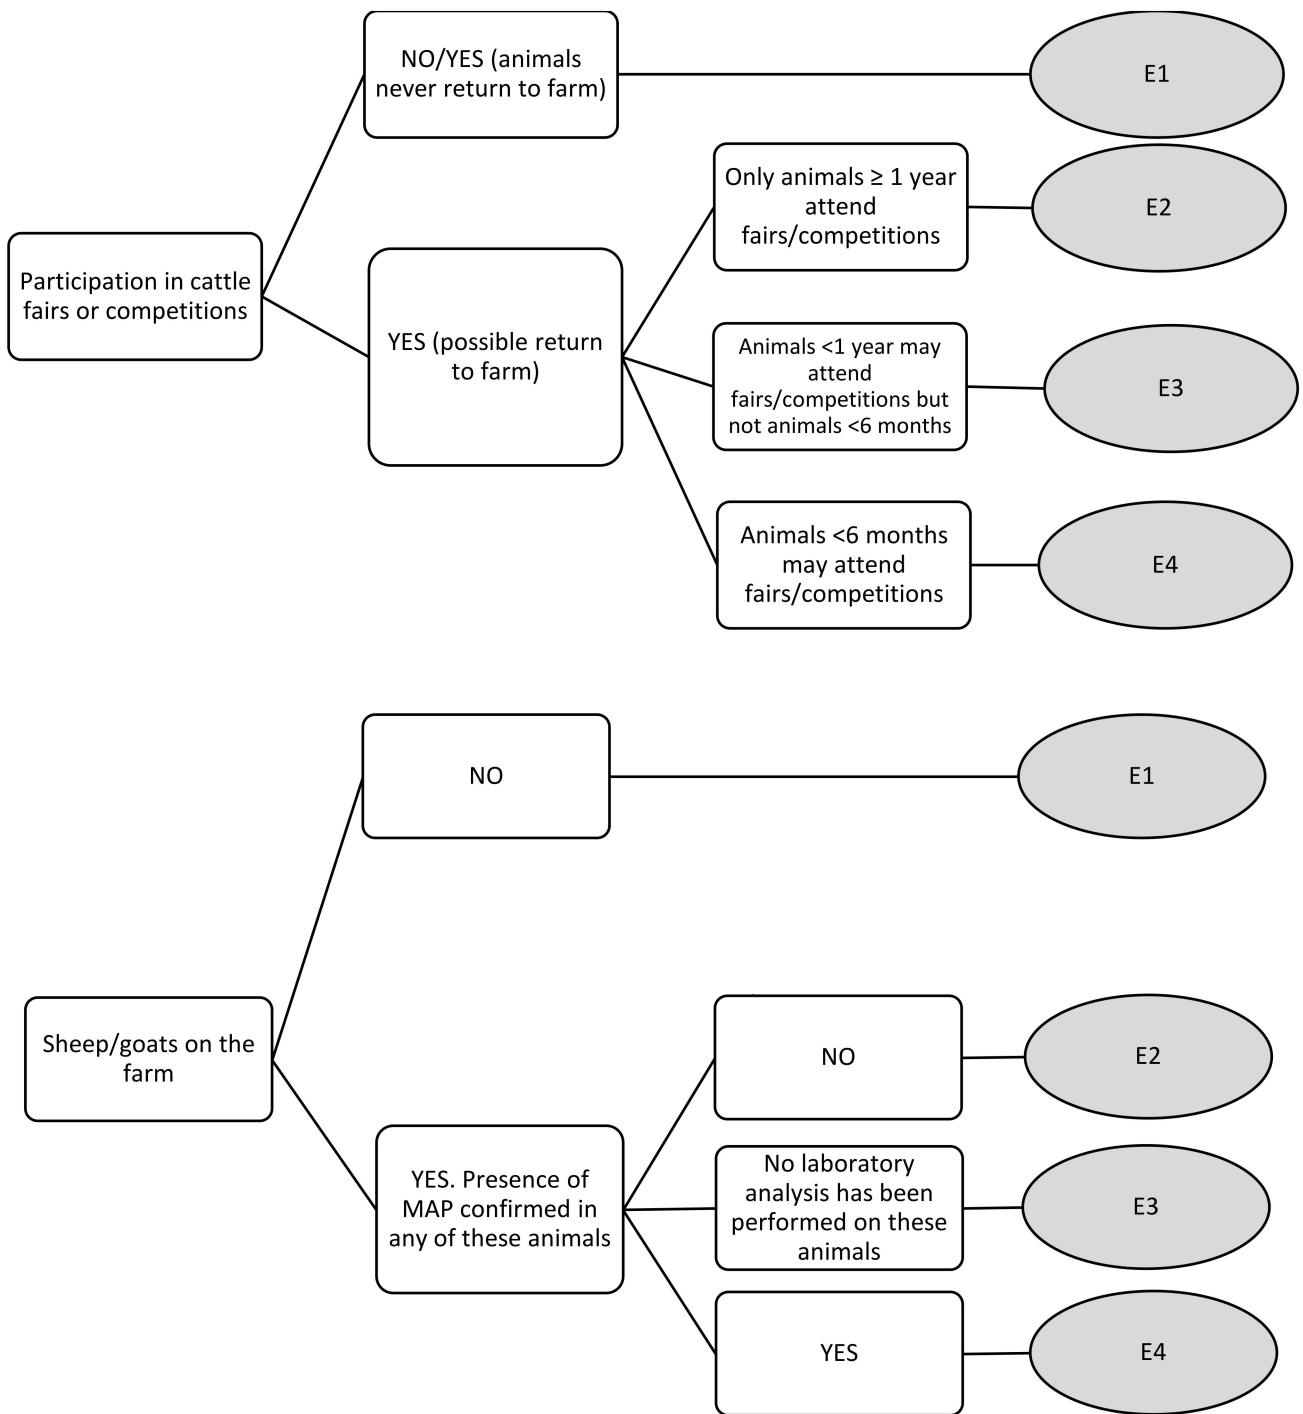 NO/YES (animals
never return to farm)
E1
Only animals ≥ 1 year
attend
fairs/competitions
E2
Participation in cattle
fairs or competitions
YES (possible return
to farm)
Animals <1 year may
attend
fairs/competitions but
not animals <6 months
E3
Animals <6 months
may attend
fairs/competitions
E4
NO
E1
Sheep/goats on the
farm
NO
E2
YES. Presence of
MAP confirmed in
any of these animals
No laboratory
analysis has been
performed on these
animals
E3
YES
E4